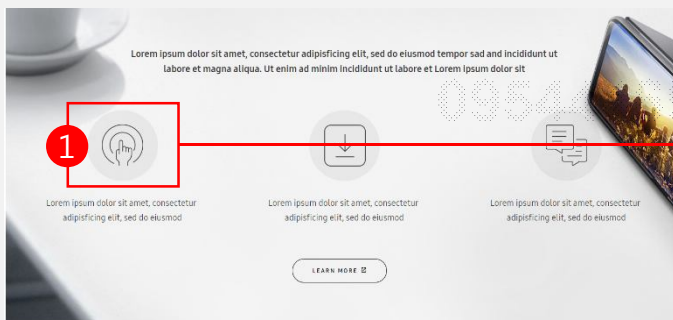 Lorem ipsum dolor sit amet, consectetur adipisficing elit, sed do eiusmod tempor sad and incididunt ut
labore et magna aliqua. Ut enim ad minim incididunt ut labore et Lorem ipsum dolor sit
1
Lorem ipsum dolor sit amet, consectetur
adipisficing elit, sed do eiusmod
Lorem ipsum dolor sit amet, consectetur
adipisficing elit, sed do eiusmod
Lorem ipsum dolor sit amet, consectetur
adipisficing elit, sed do eiusmod
LEARN MORE